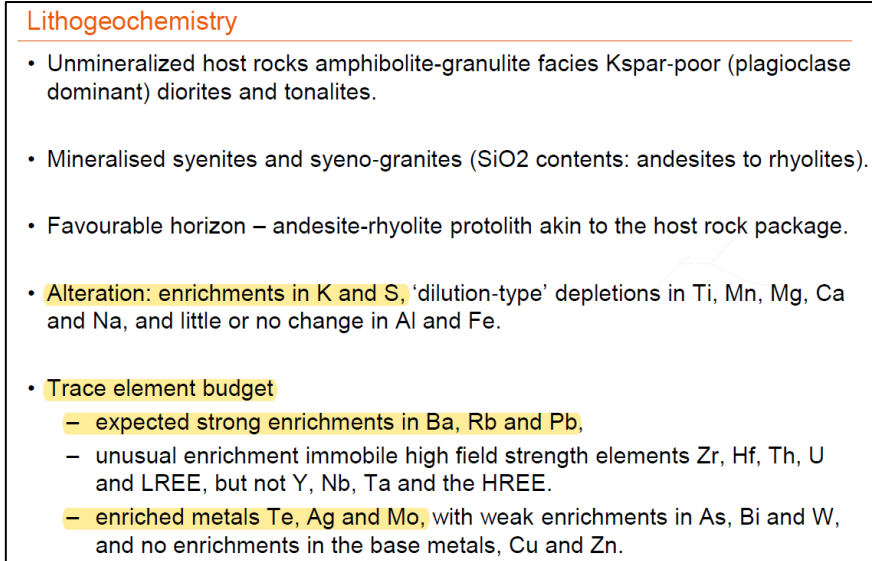 Lithogeochemistry
• Unmineralized host rocks amphibolite-granulite facies Kspar-poor (plagioclase
dominant) diorites and tonalites.
• Mineralised syenites and syeno-granites (SiO2 contents: andesites to rhyolites).
• Favourable horizon – andesite-rhyolite protolith akin to the host rock package.
• Alteration: enrichments in K and S, ‘dilution-type’ depletions in Ti, Mn, Mg, Ca
and Na, and little or no change in Al and Fe.
• Trace element budget
– expected strong enrichments in Ba, Rb and Pb,
– unusual enrichment immobile high field strength elements Zr, Hf, Th, U
and LREE, but not Y, Nb, Ta and the HREE.
– enriched metals Te, Ag and Mo, with weak enrichments in As, Bi and W,
and no enrichments in the base metals, Cu and Zn.